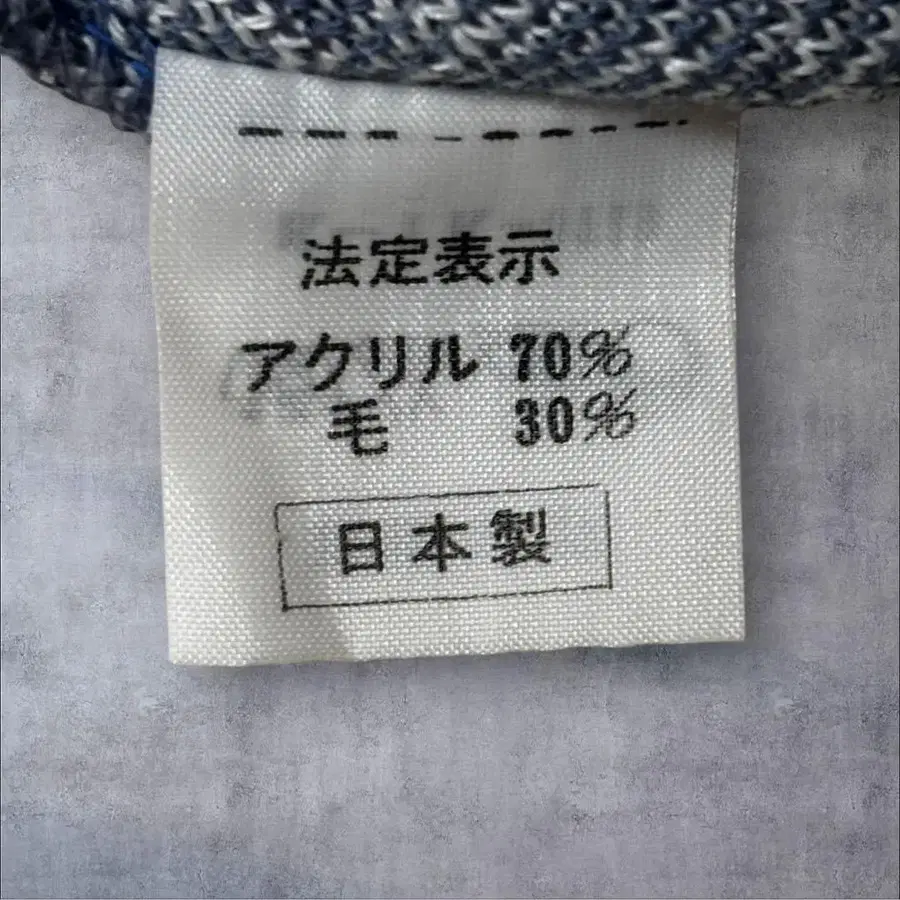 法定表示
アクリル 70%
毛 30%
日本製